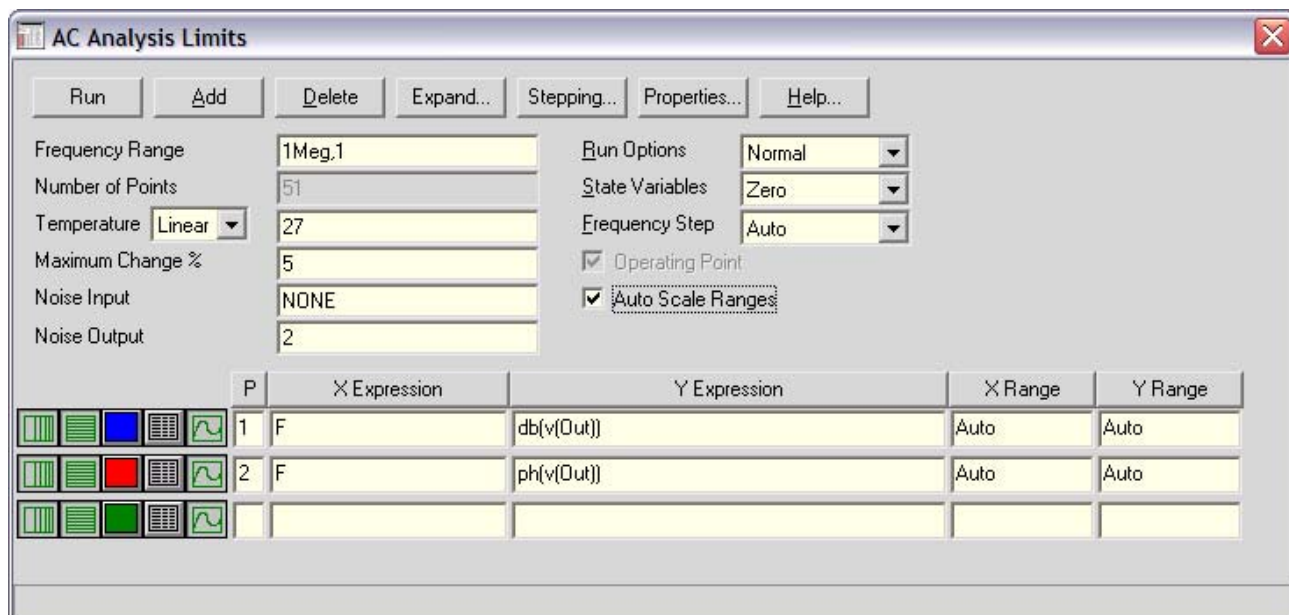 AC Analysis Limits
Run Add Delete Expand... Stepping... Properties... Help...
Frequency Range 1Meg,1 Run Options Normal
Number of Points 51 State Variables Zero
Temperature Linear 27 Frequency Step Auto
Maximum Change % 5 Operating Point
Noise Input NONE Auto Scale Ranges
Noise Output 2
P X Expression Y Expression X Range Y Range
1 F db(v(Out)) Auto Auto
2 F ph(v(Out)) Auto Auto